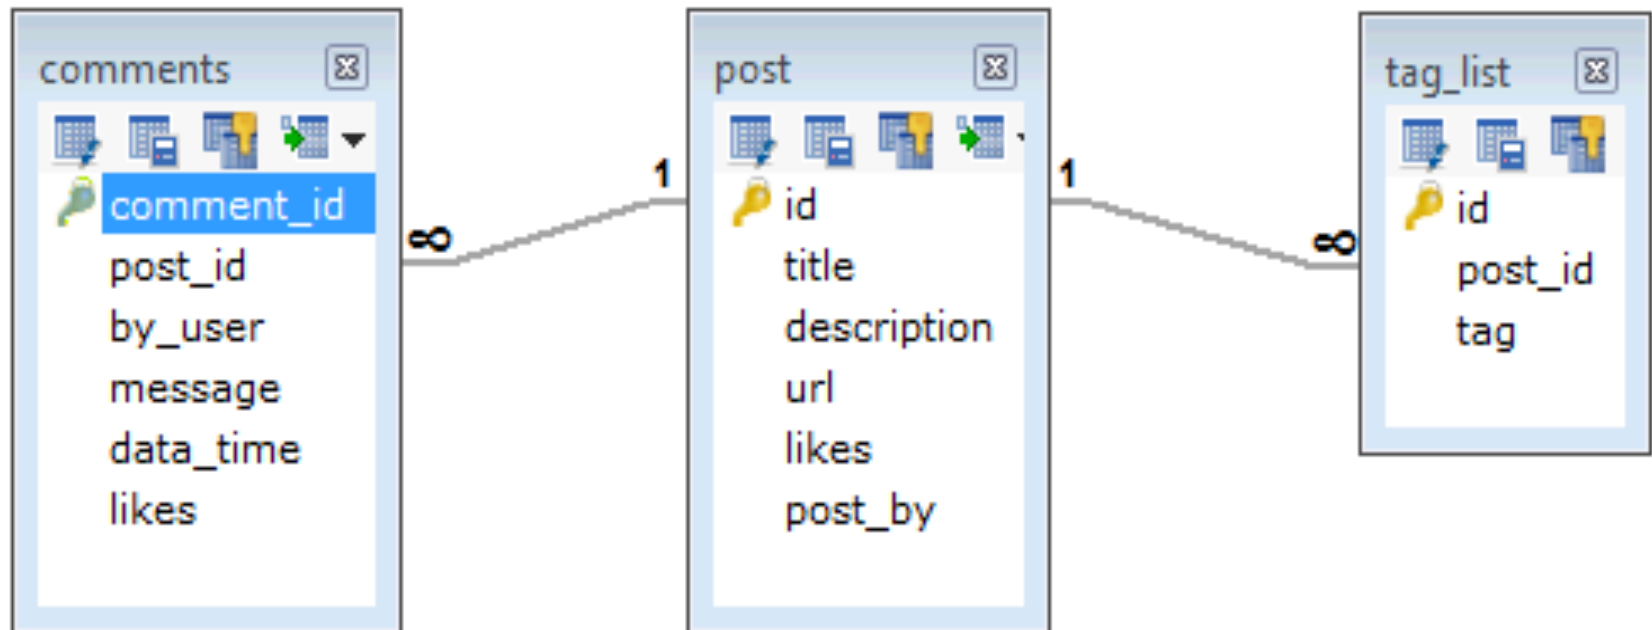 comments
comment_id
post_id
by_user
message
data_time
likes
∞
1
post
id
title
description
url
likes
post_by
1
∞
tag_list
id
post_id
tag